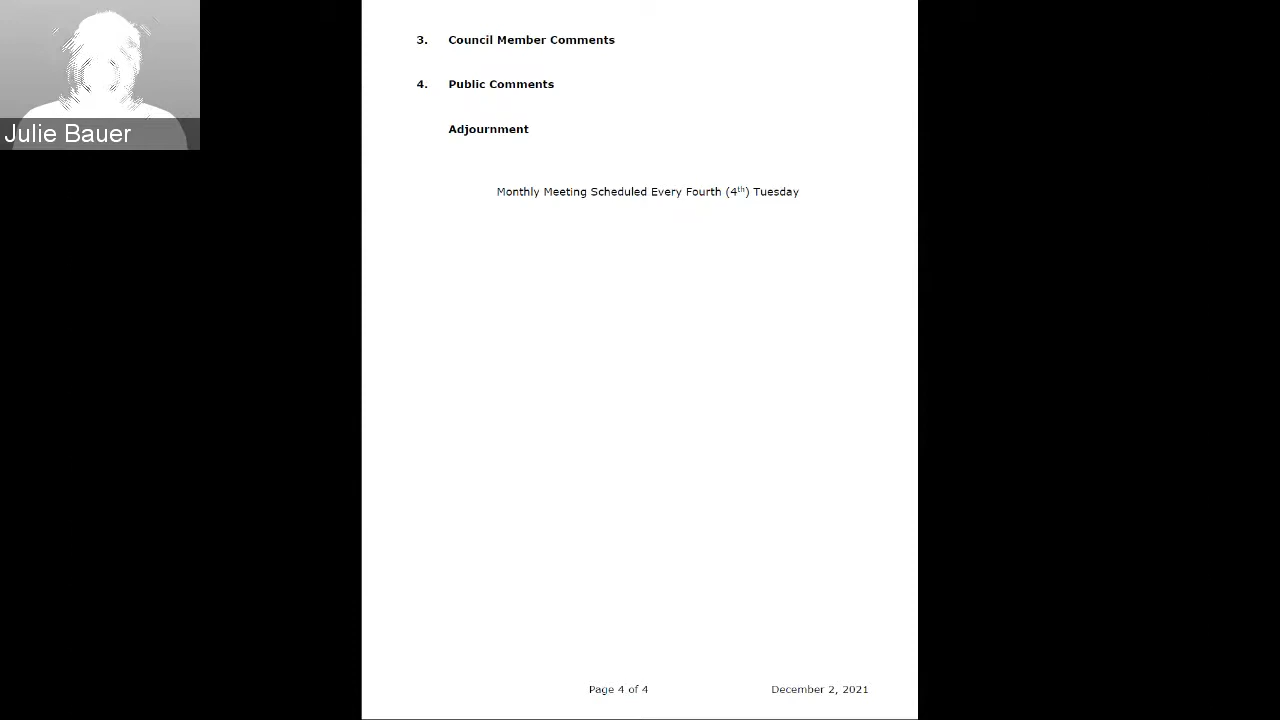 Julie Bauer
3. Council Member Comments
4. Public Comments
Adjournment
Monthly Meeting Scheduled Every Fourth (4th) Tuesday
Page 4 of 4 December 2, 2021